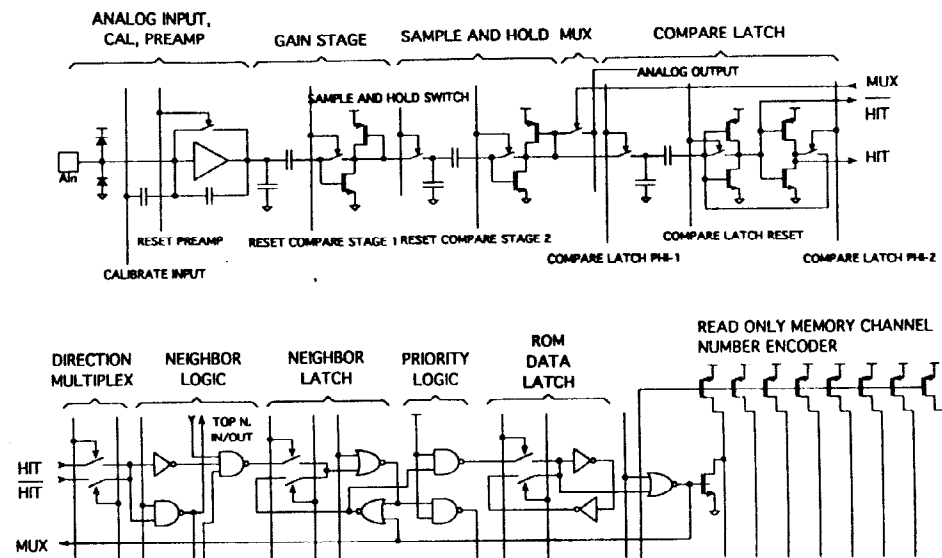 ANALOG INPUT,
CAL, PREAMP
GAIN STAGE
SAMPLE AND HOLD
MUX
COMPARE LATCH
ANALOG OUTPUT
SAMPLE AND HOLD SWITCH
MUX
HIT
HIT
AIn
RESET PREAMP
RESET COMPARE STAGE 1
RESET COMPARE STAGE 2
COMPARE LATCH RESET
CALIBRATE INPUT
COMPARE LATCH PHI-1
COMPARE LATCH PHI-2
DIRECTION
MULTIPLEX
NEIGHBOR
LOGIC
NEIGHBOR
LATCH
PRIORITY
LOGIC
ROM
DATA
LATCH
READ ONLY MEMORY CHANNEL
NUMBER ENCODER
TOP N.
IN/OUT
HIT
HIT
MUX